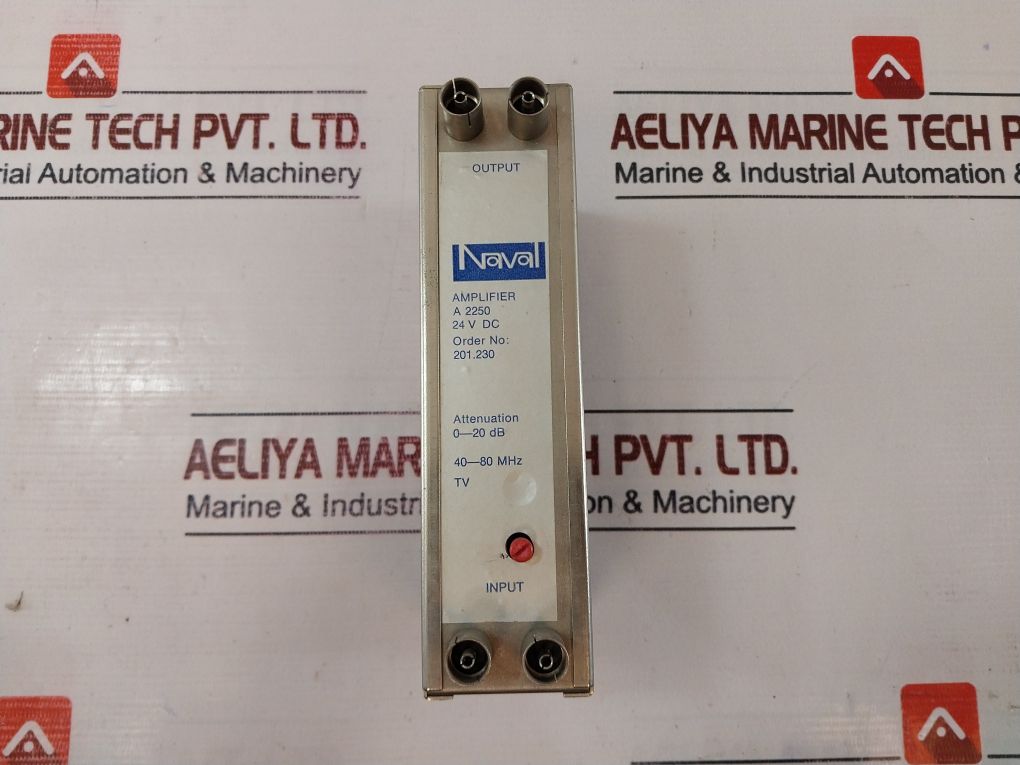 RINE TECH PVT. LTD.
rial Automation & Machinery
AELIYA MARINE TECH P
Marine & Industrial Automation &
OUTPUT
Naval
AMPLIFIER
A 2250
24 V DC
Order No:
201.230
Attenuation
0—20 dB
40—80 MHz
TV
INPUT
AELIYA MAR H PVT. LTD.
Marine & Industr on & Machinery